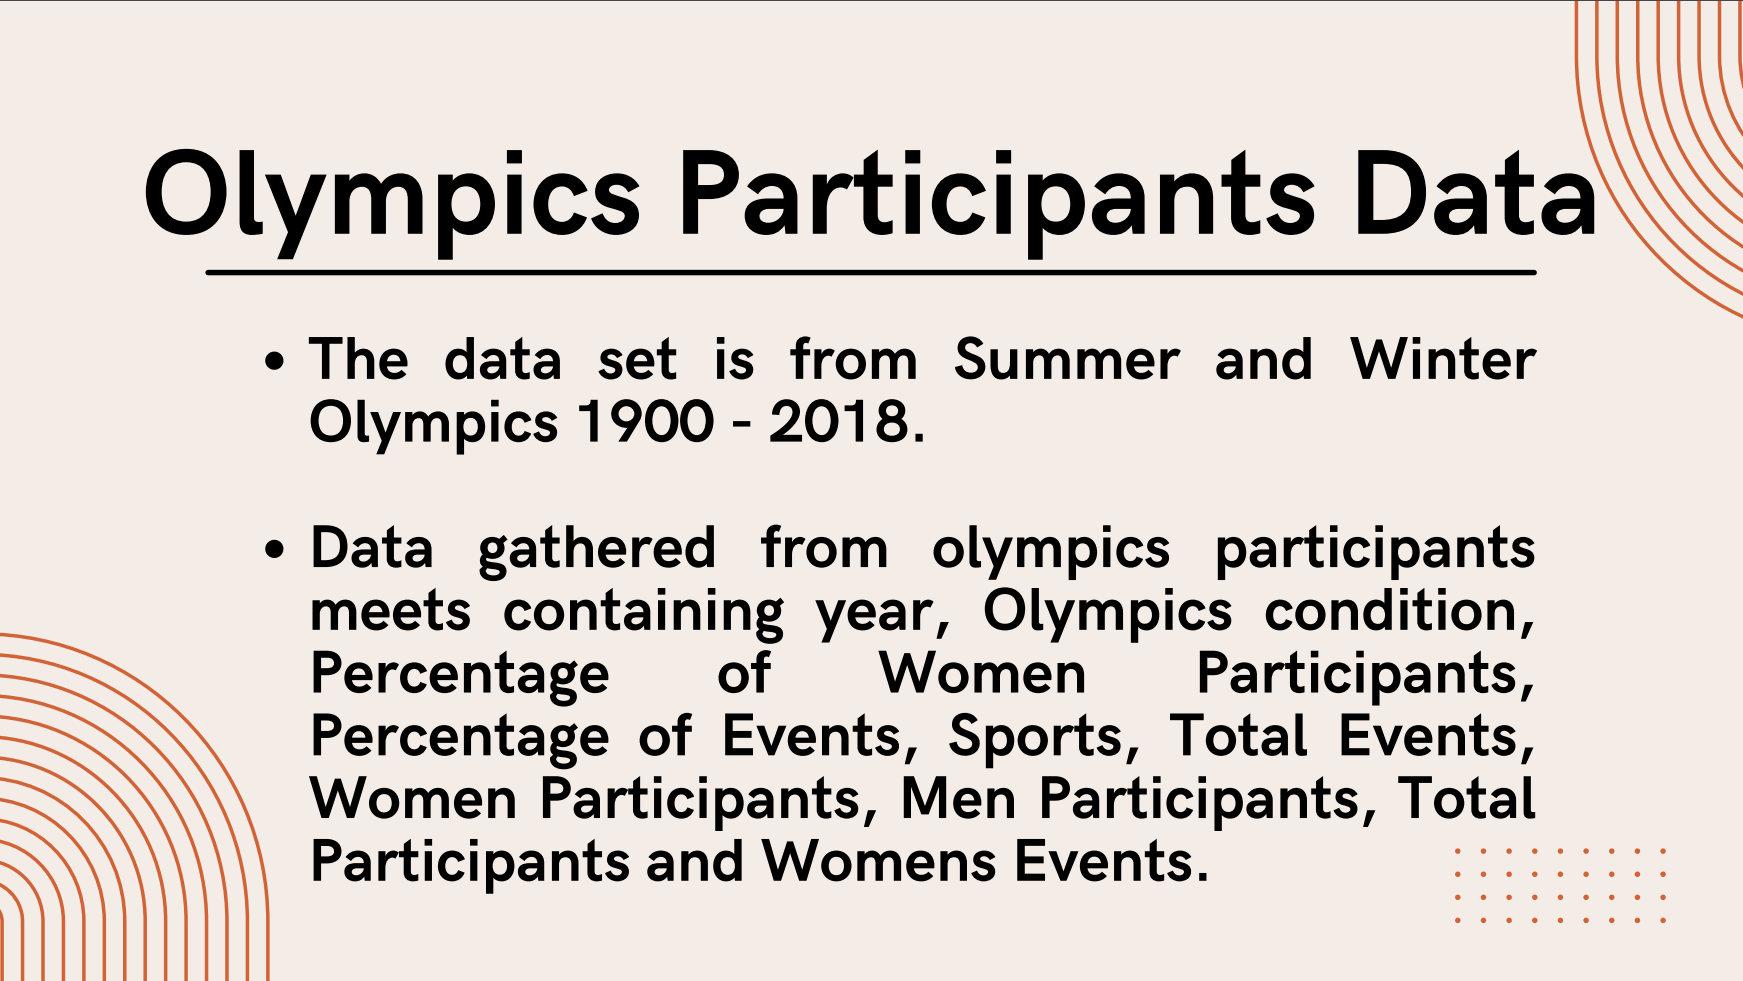 Olympics Participants Data
• The data set is from Summer and Winter
Olympics 1900 - 2018.
• Data gathered from olympics participants
meets containing year, Olympics condition,
Percentage of Women Participants,
Percentage of Events, Sports, Total Events,
Women Participants, Men Participants, Total
Participants and Womens Events.